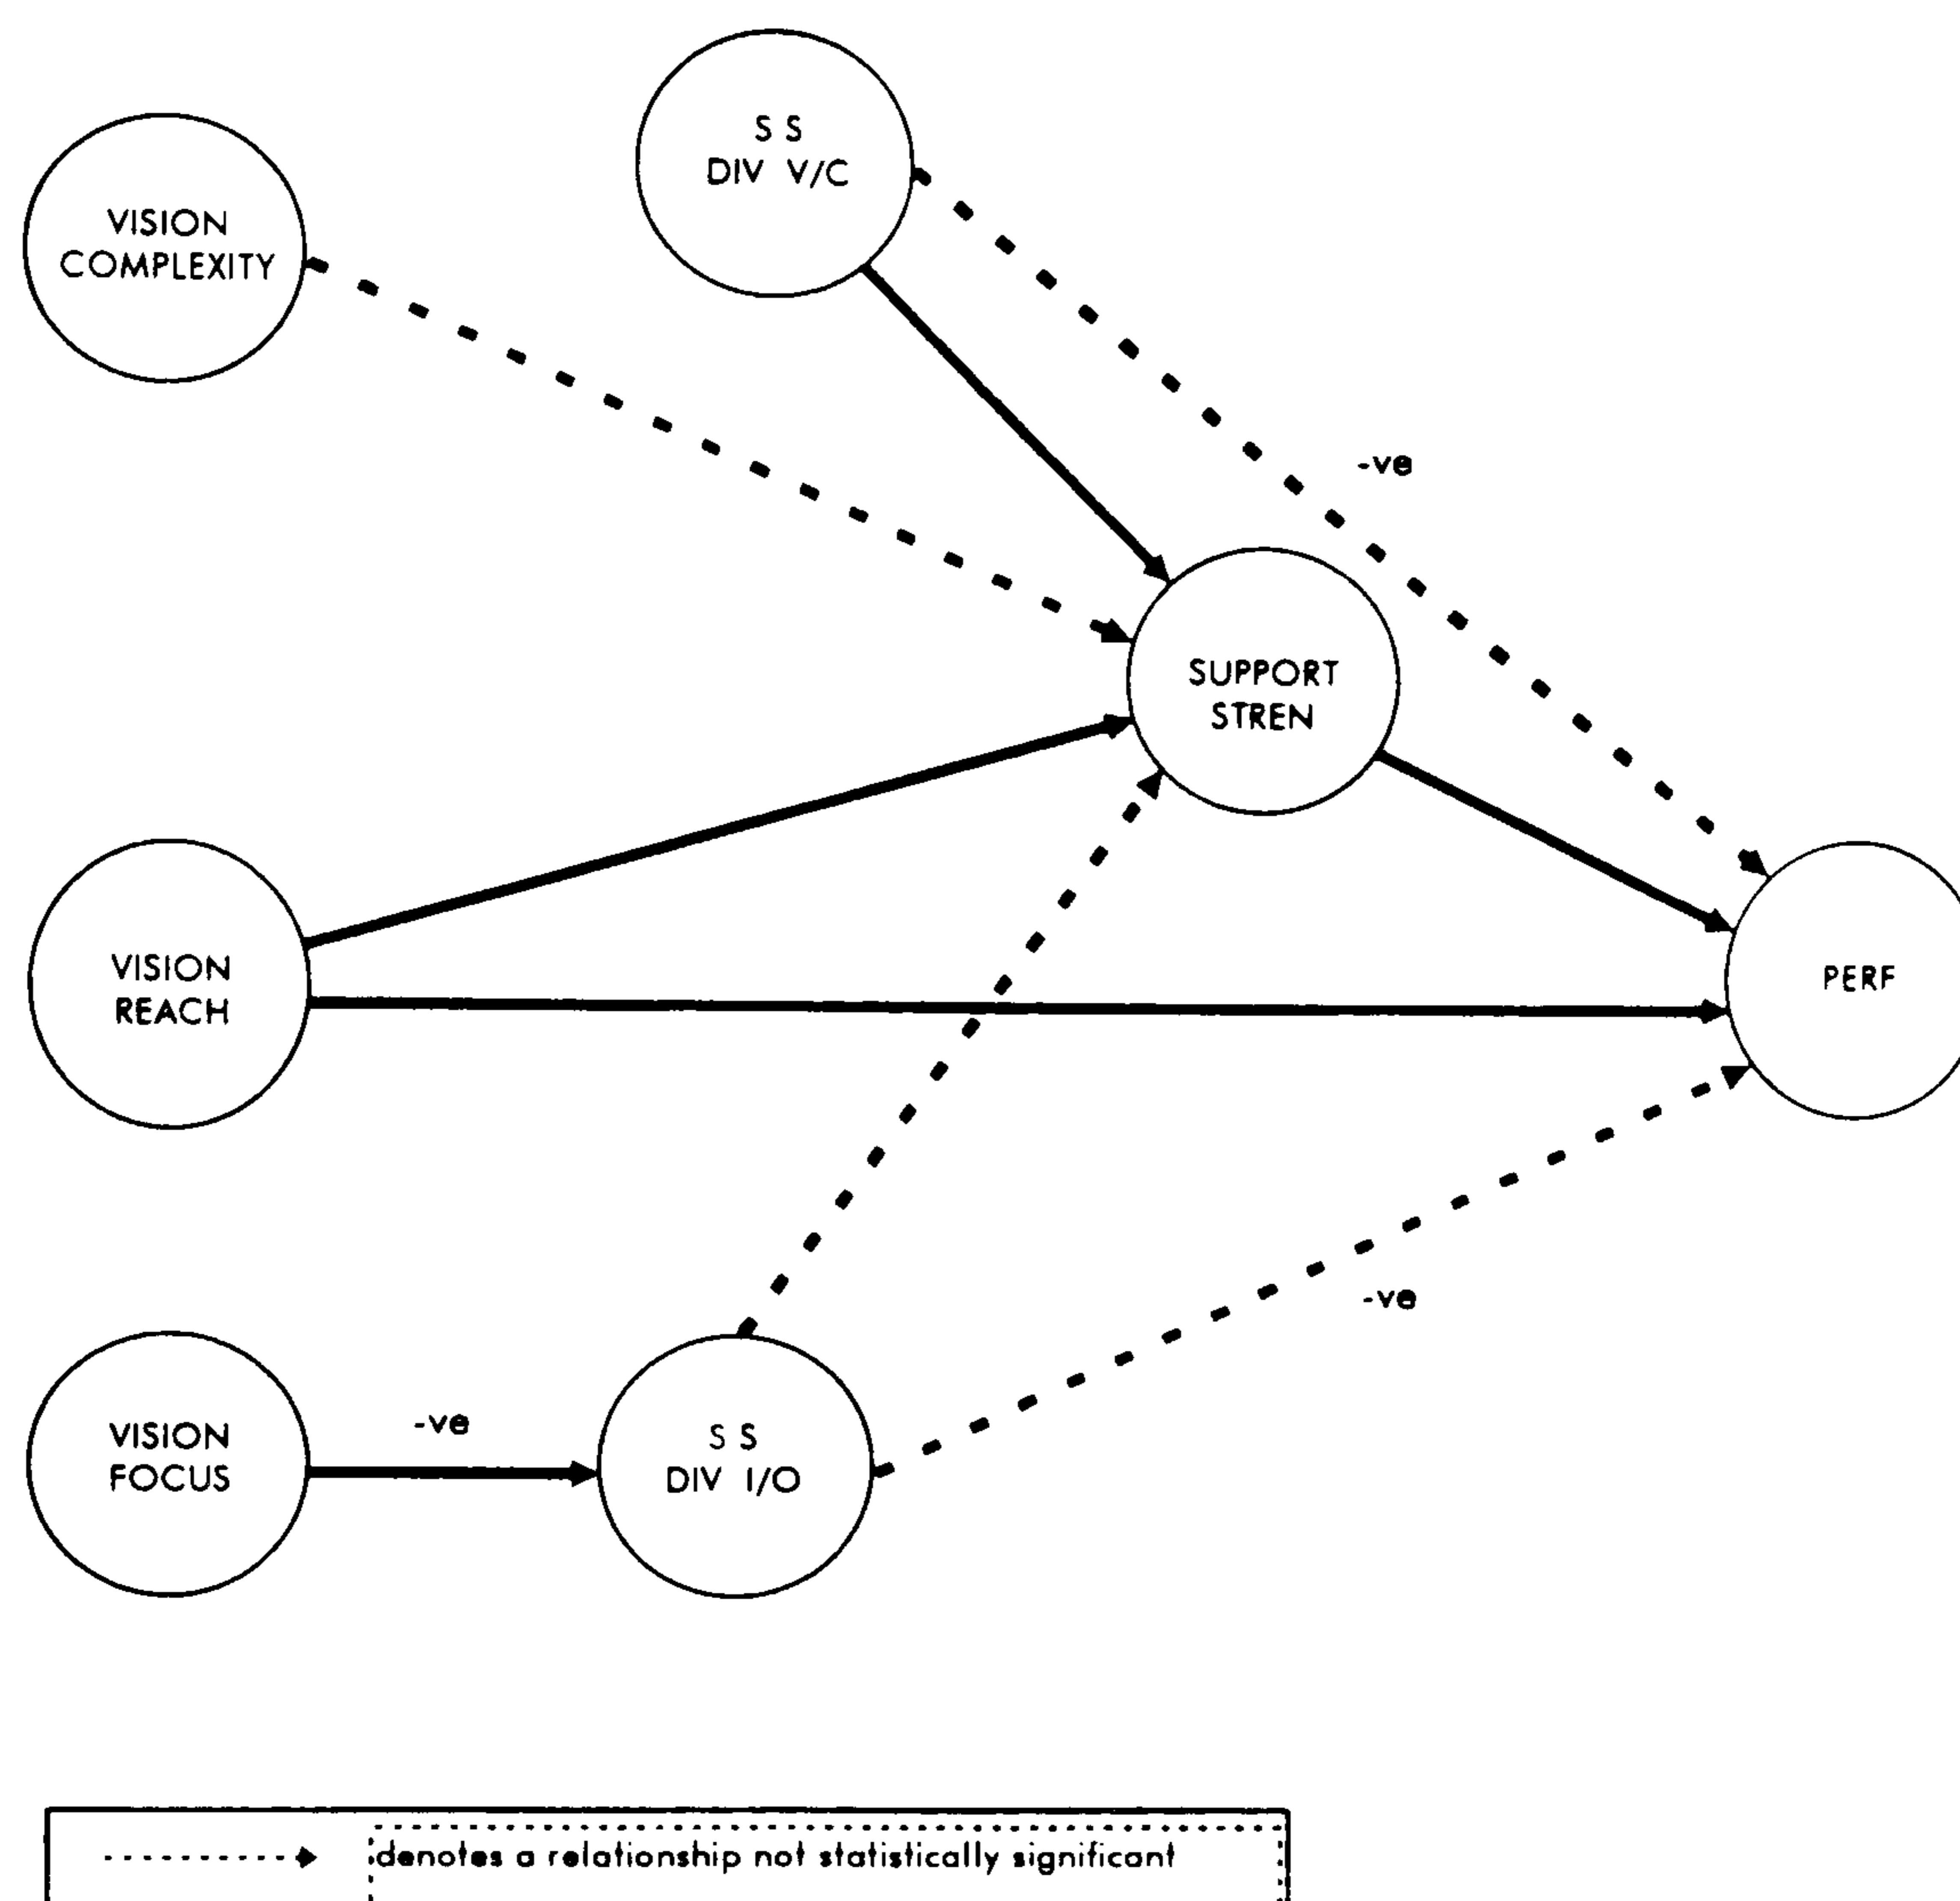 S S
DIV V/C
VISION
COMPLEXITY
-ve
SUPPORT
STREN
VISION
REACH
PERF
-ve
VISION
FOCUS
-ve
S S
DIV I/O
denotes a relationship not statistically significant